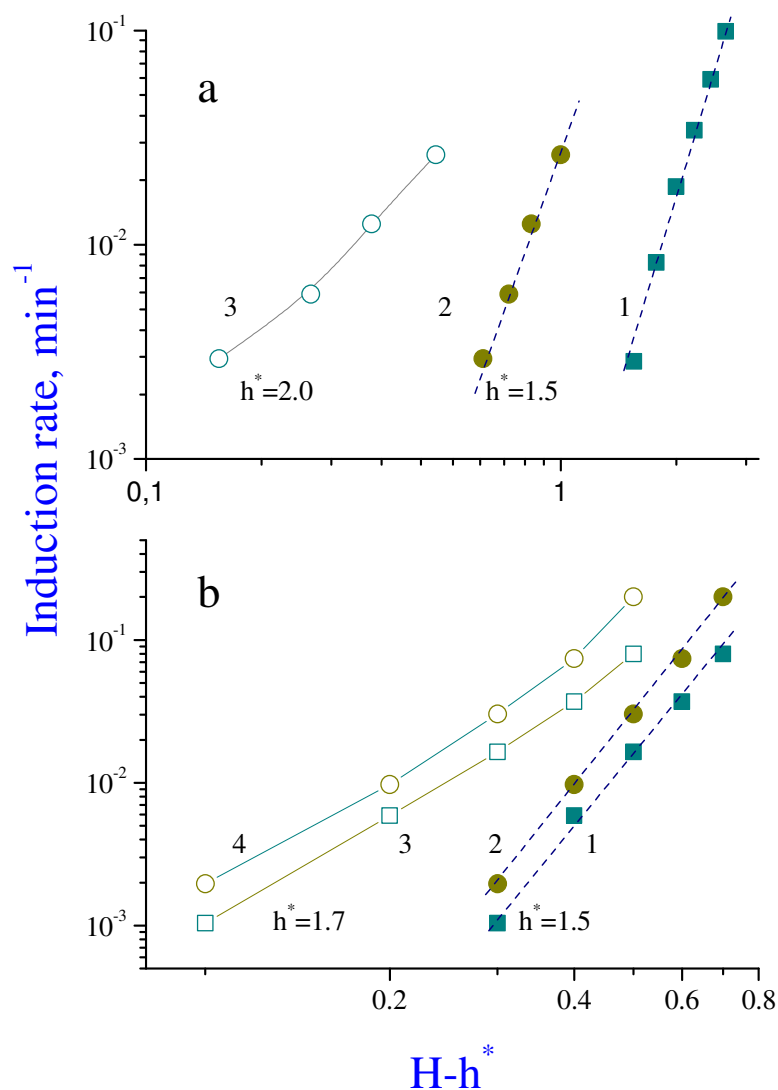 Induction rate, min⁻¹
10⁻¹
a
10⁻²
3
2
1
h*=2.0
h*=1.5
10⁻³
0,1
1
b
10⁻¹
10⁻²
4
3
2
1
10⁻³
h*=1.7
h*=1.5
0.2
0.4
0.6
0.8
H-h*